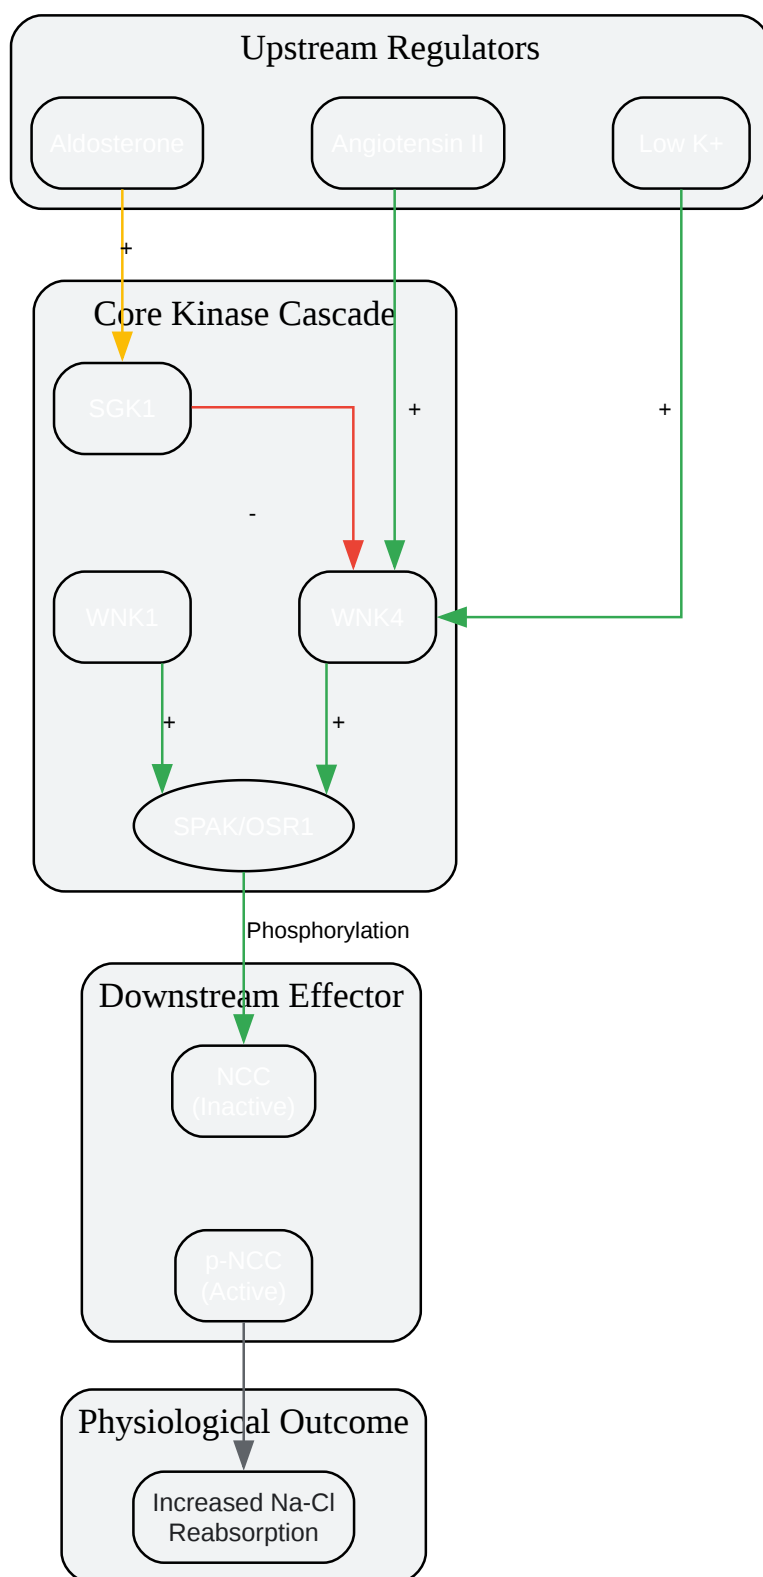 Upstream Regulators
Aldosterone
Angiotensin II
Low K+
+
Core Kinase Cascade
SGK1
+
+
-
WNK1
WNK4
+
+
SPAK/OSR1
Phosphorylation
Downstream Effector
NCC
(Inactive)
p-NCC
(Active)
Physiological Outcome
Increased Na-Cl
Reabsorption